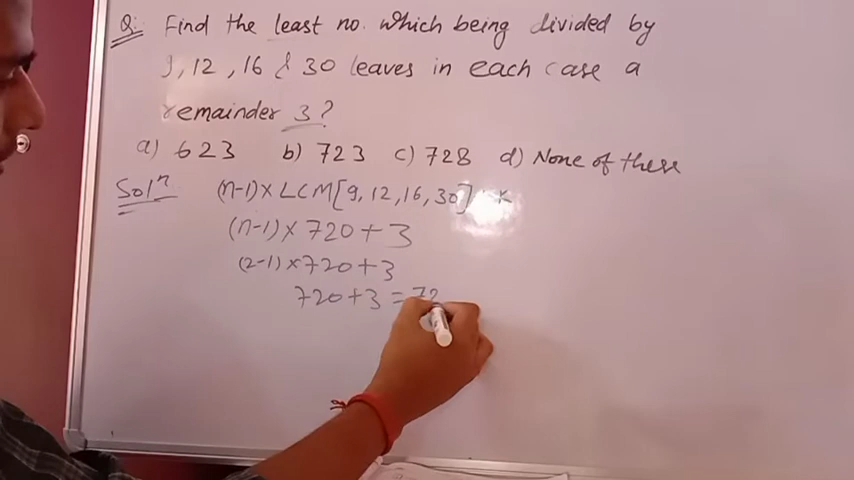 Q: Find the least no. which being divided by
9, 12, 16 & 30 leaves in each case a
remainder 3?
a) 623 b) 723 c) 728 d) None of these
Solⁿ (n-1)x LCM[9, 12, 16, 30] + K
(n-1)x 720 + 3
(2-1)x720 + 3
720+3 = 72